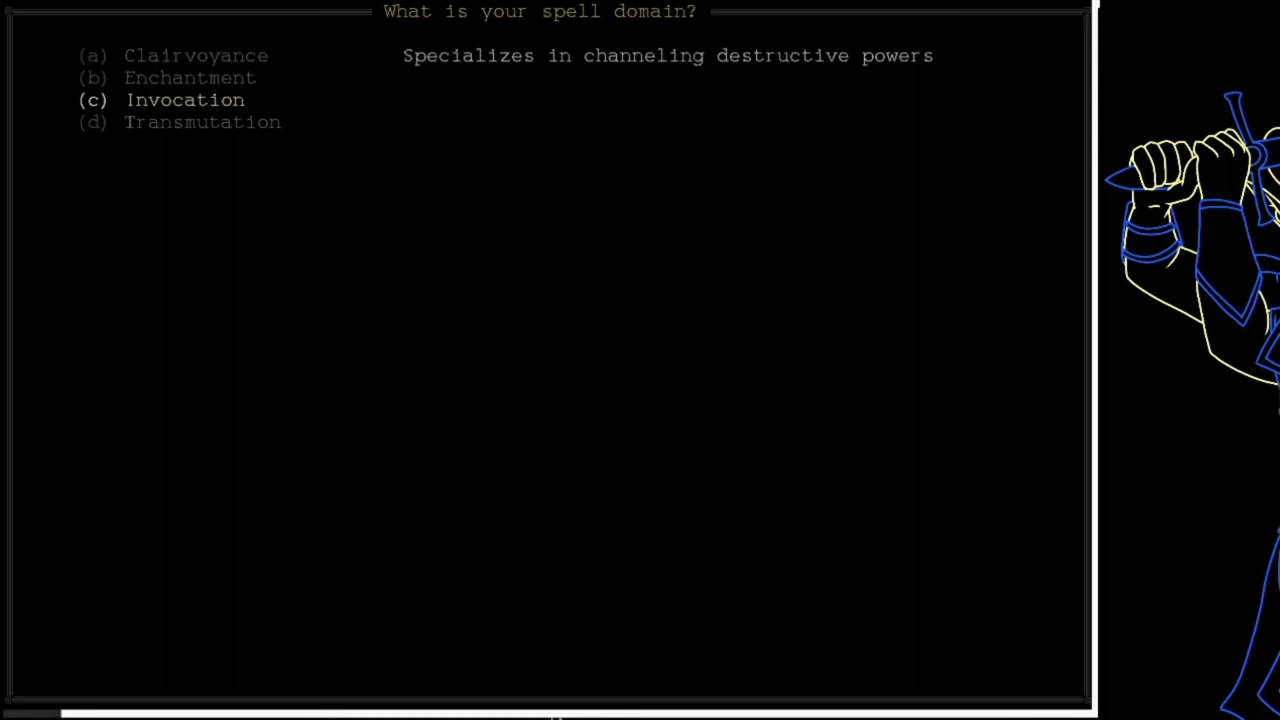 What is your spell domain?
(a) Clairvoyance Specializes in channeling destructive powers
(b) Enchantment
(c) Invocation
(d) Transmutation